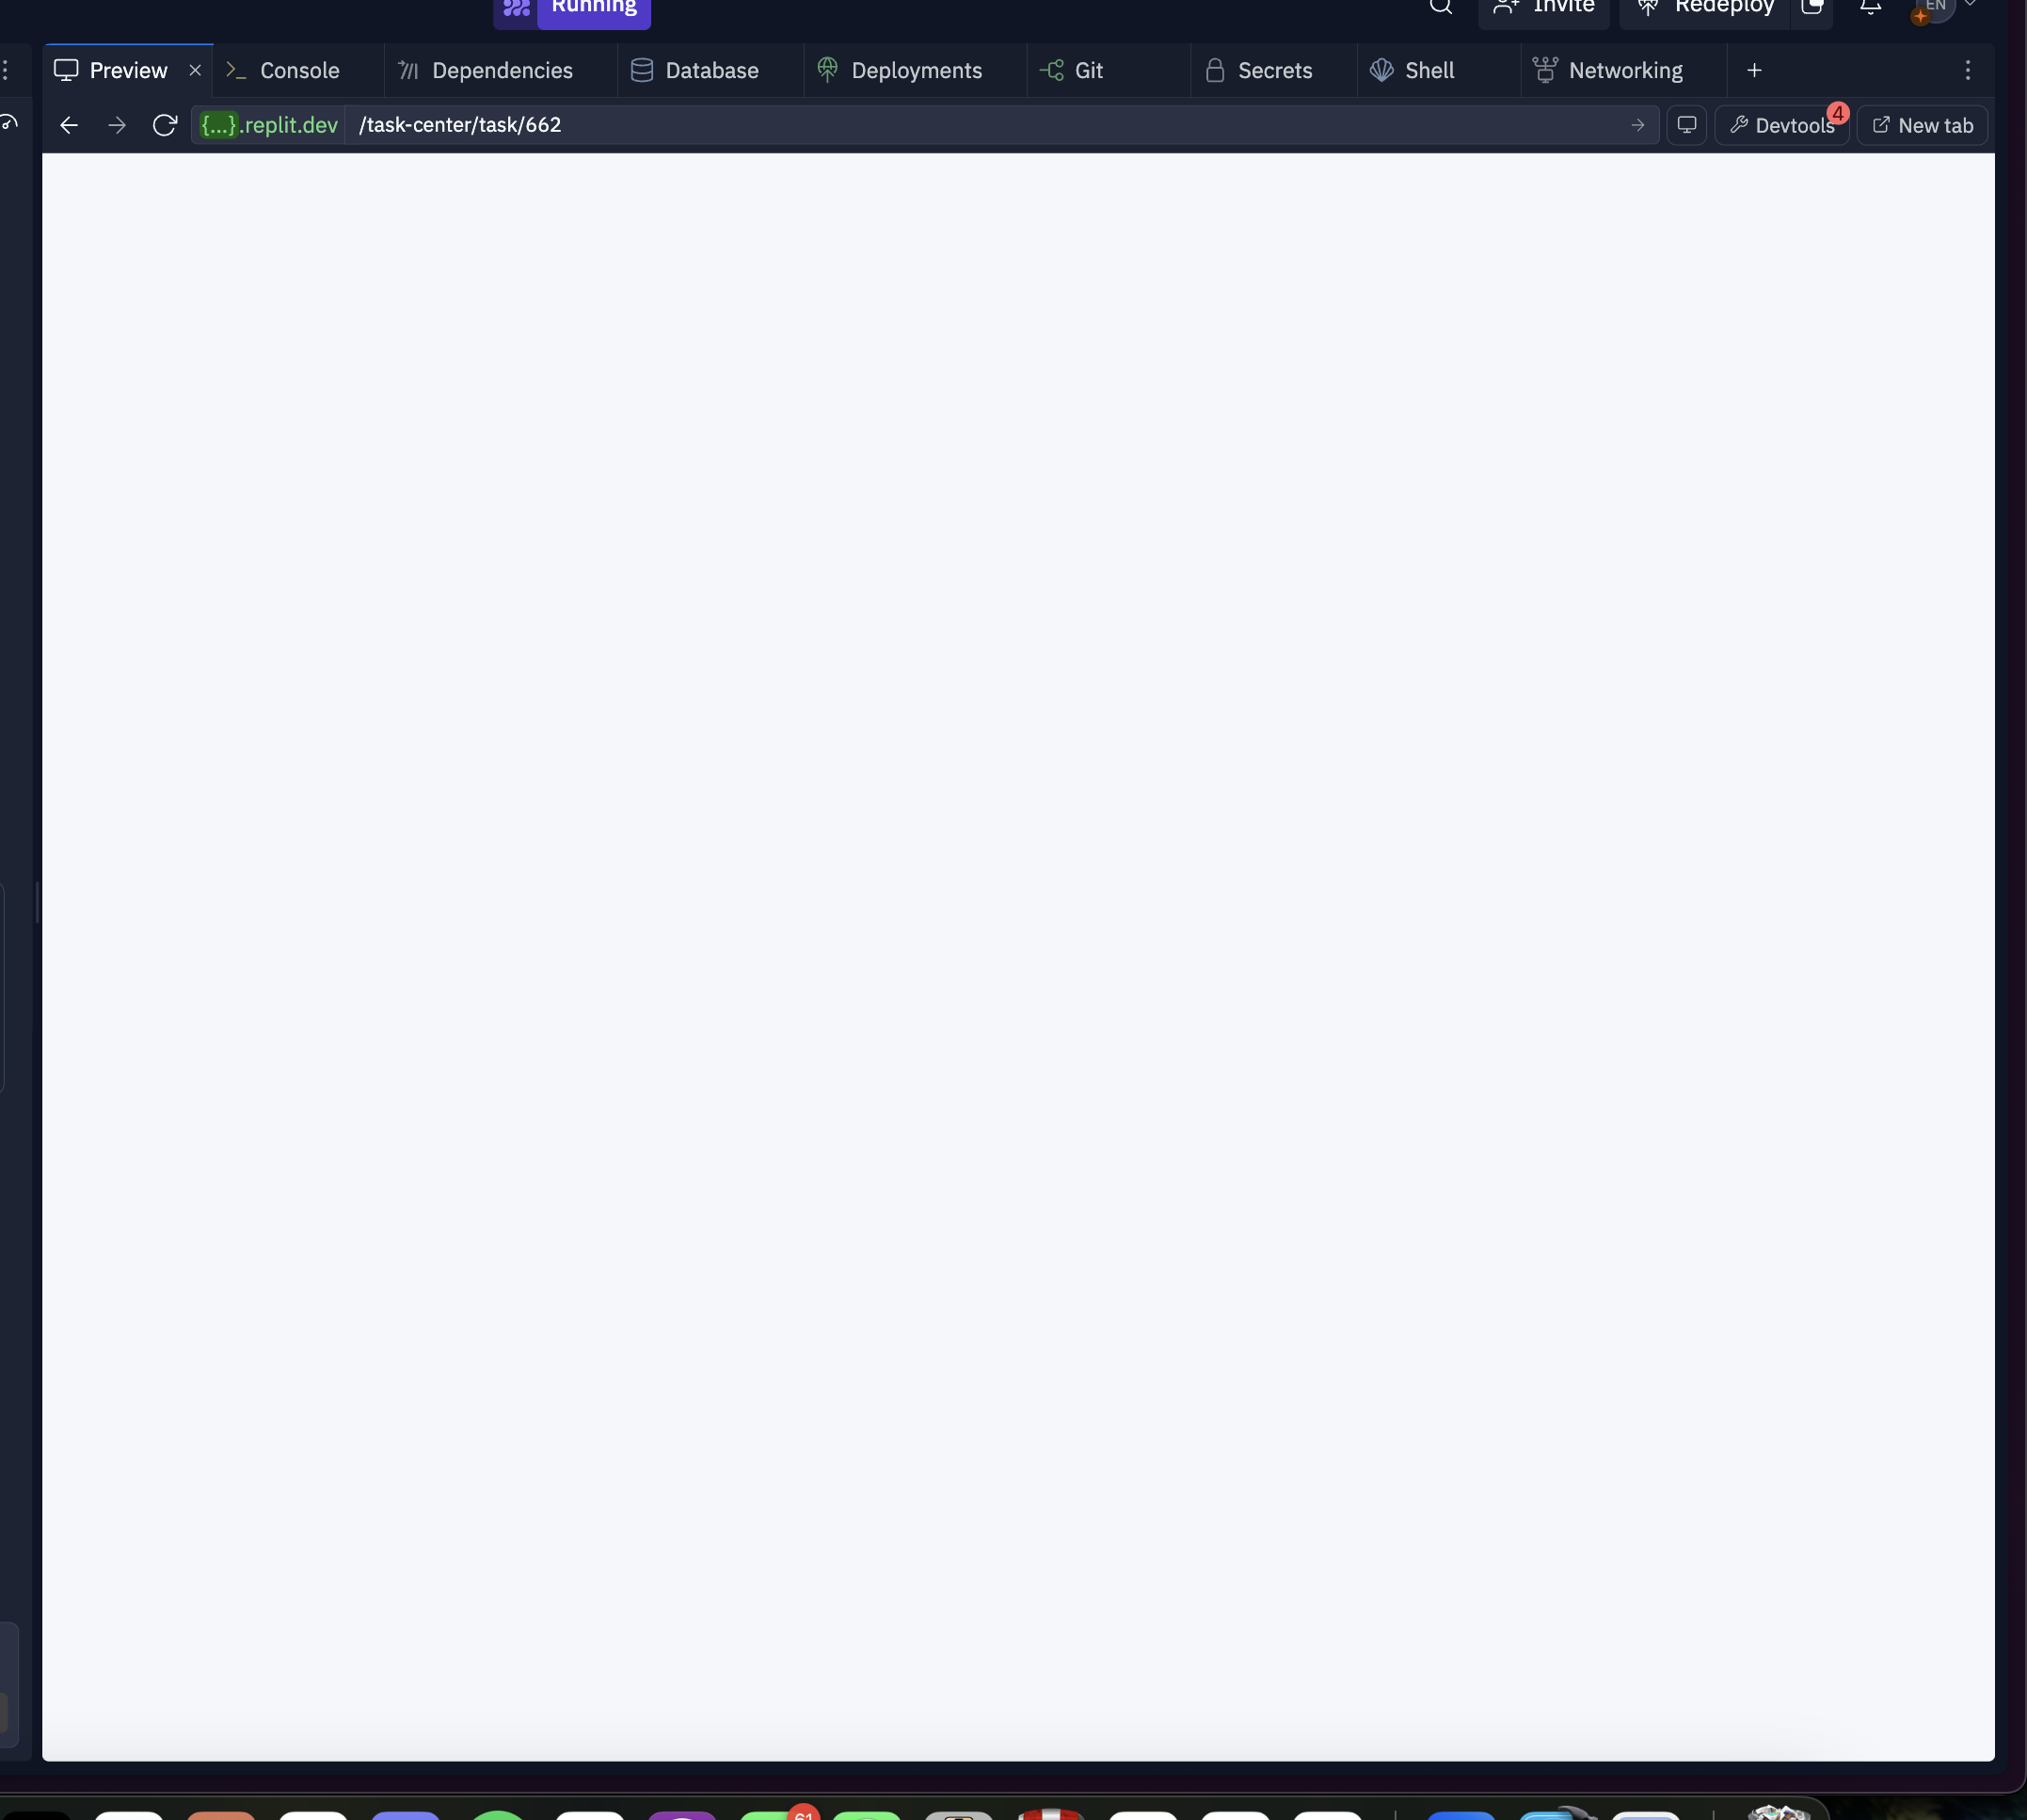 Running
Invite
Redeploy
EN
Preview
Console
Dependencies
Database
Deployments
Git
Secrets
Shell
Networking
{...}.replit.dev
/task-center/task/662
Devtools
4
New tab
61